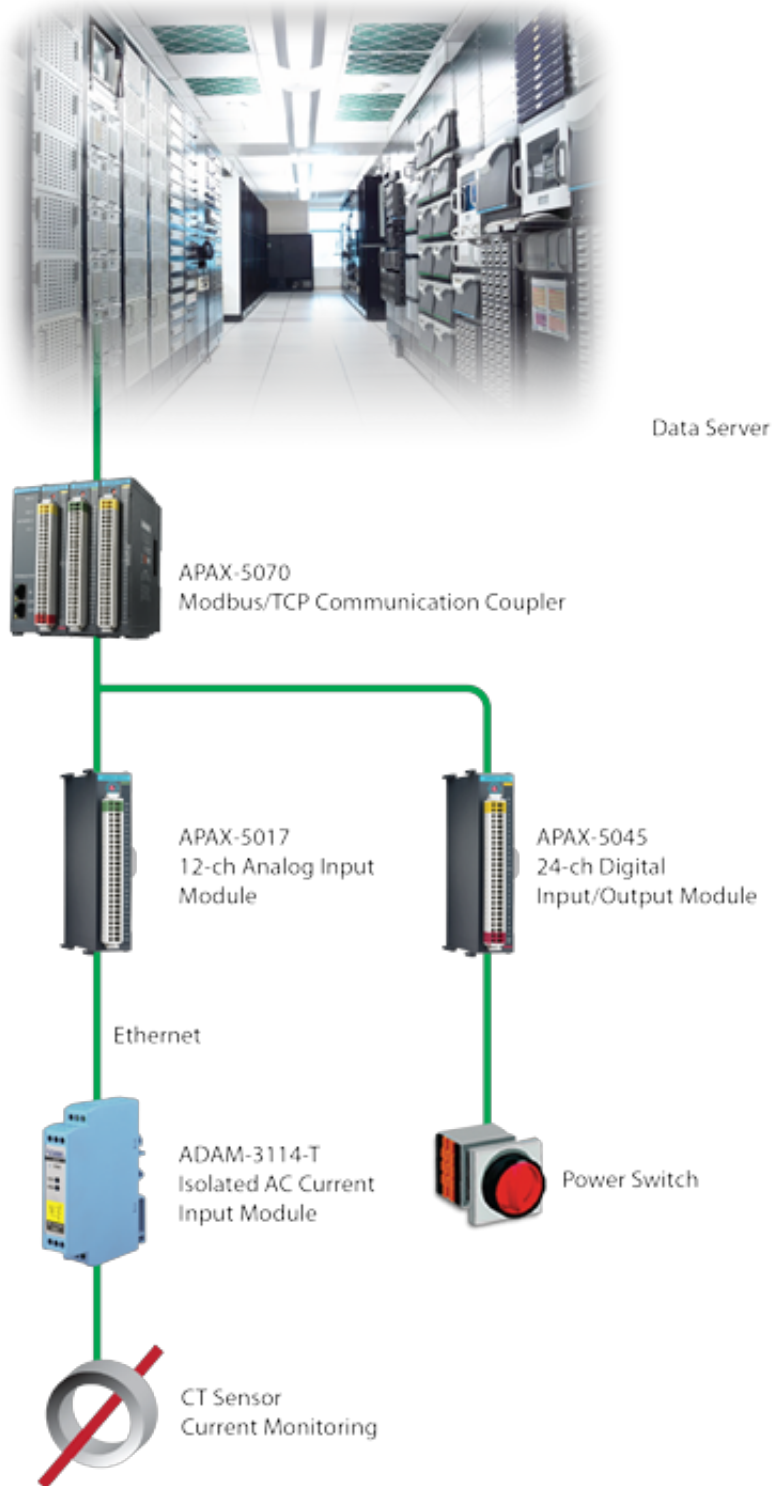 Data Server
APAX-5070
Modbus/TCP Communication Coupler
APAX-5017
12-ch Analog Input
Module
APAX-5045
24-ch Digital
Input/Output Module
Ethernet
ADAM-3114-T
Isolated AC Current
Input Module
Power Switch
CT Sensor
Current Monitoring